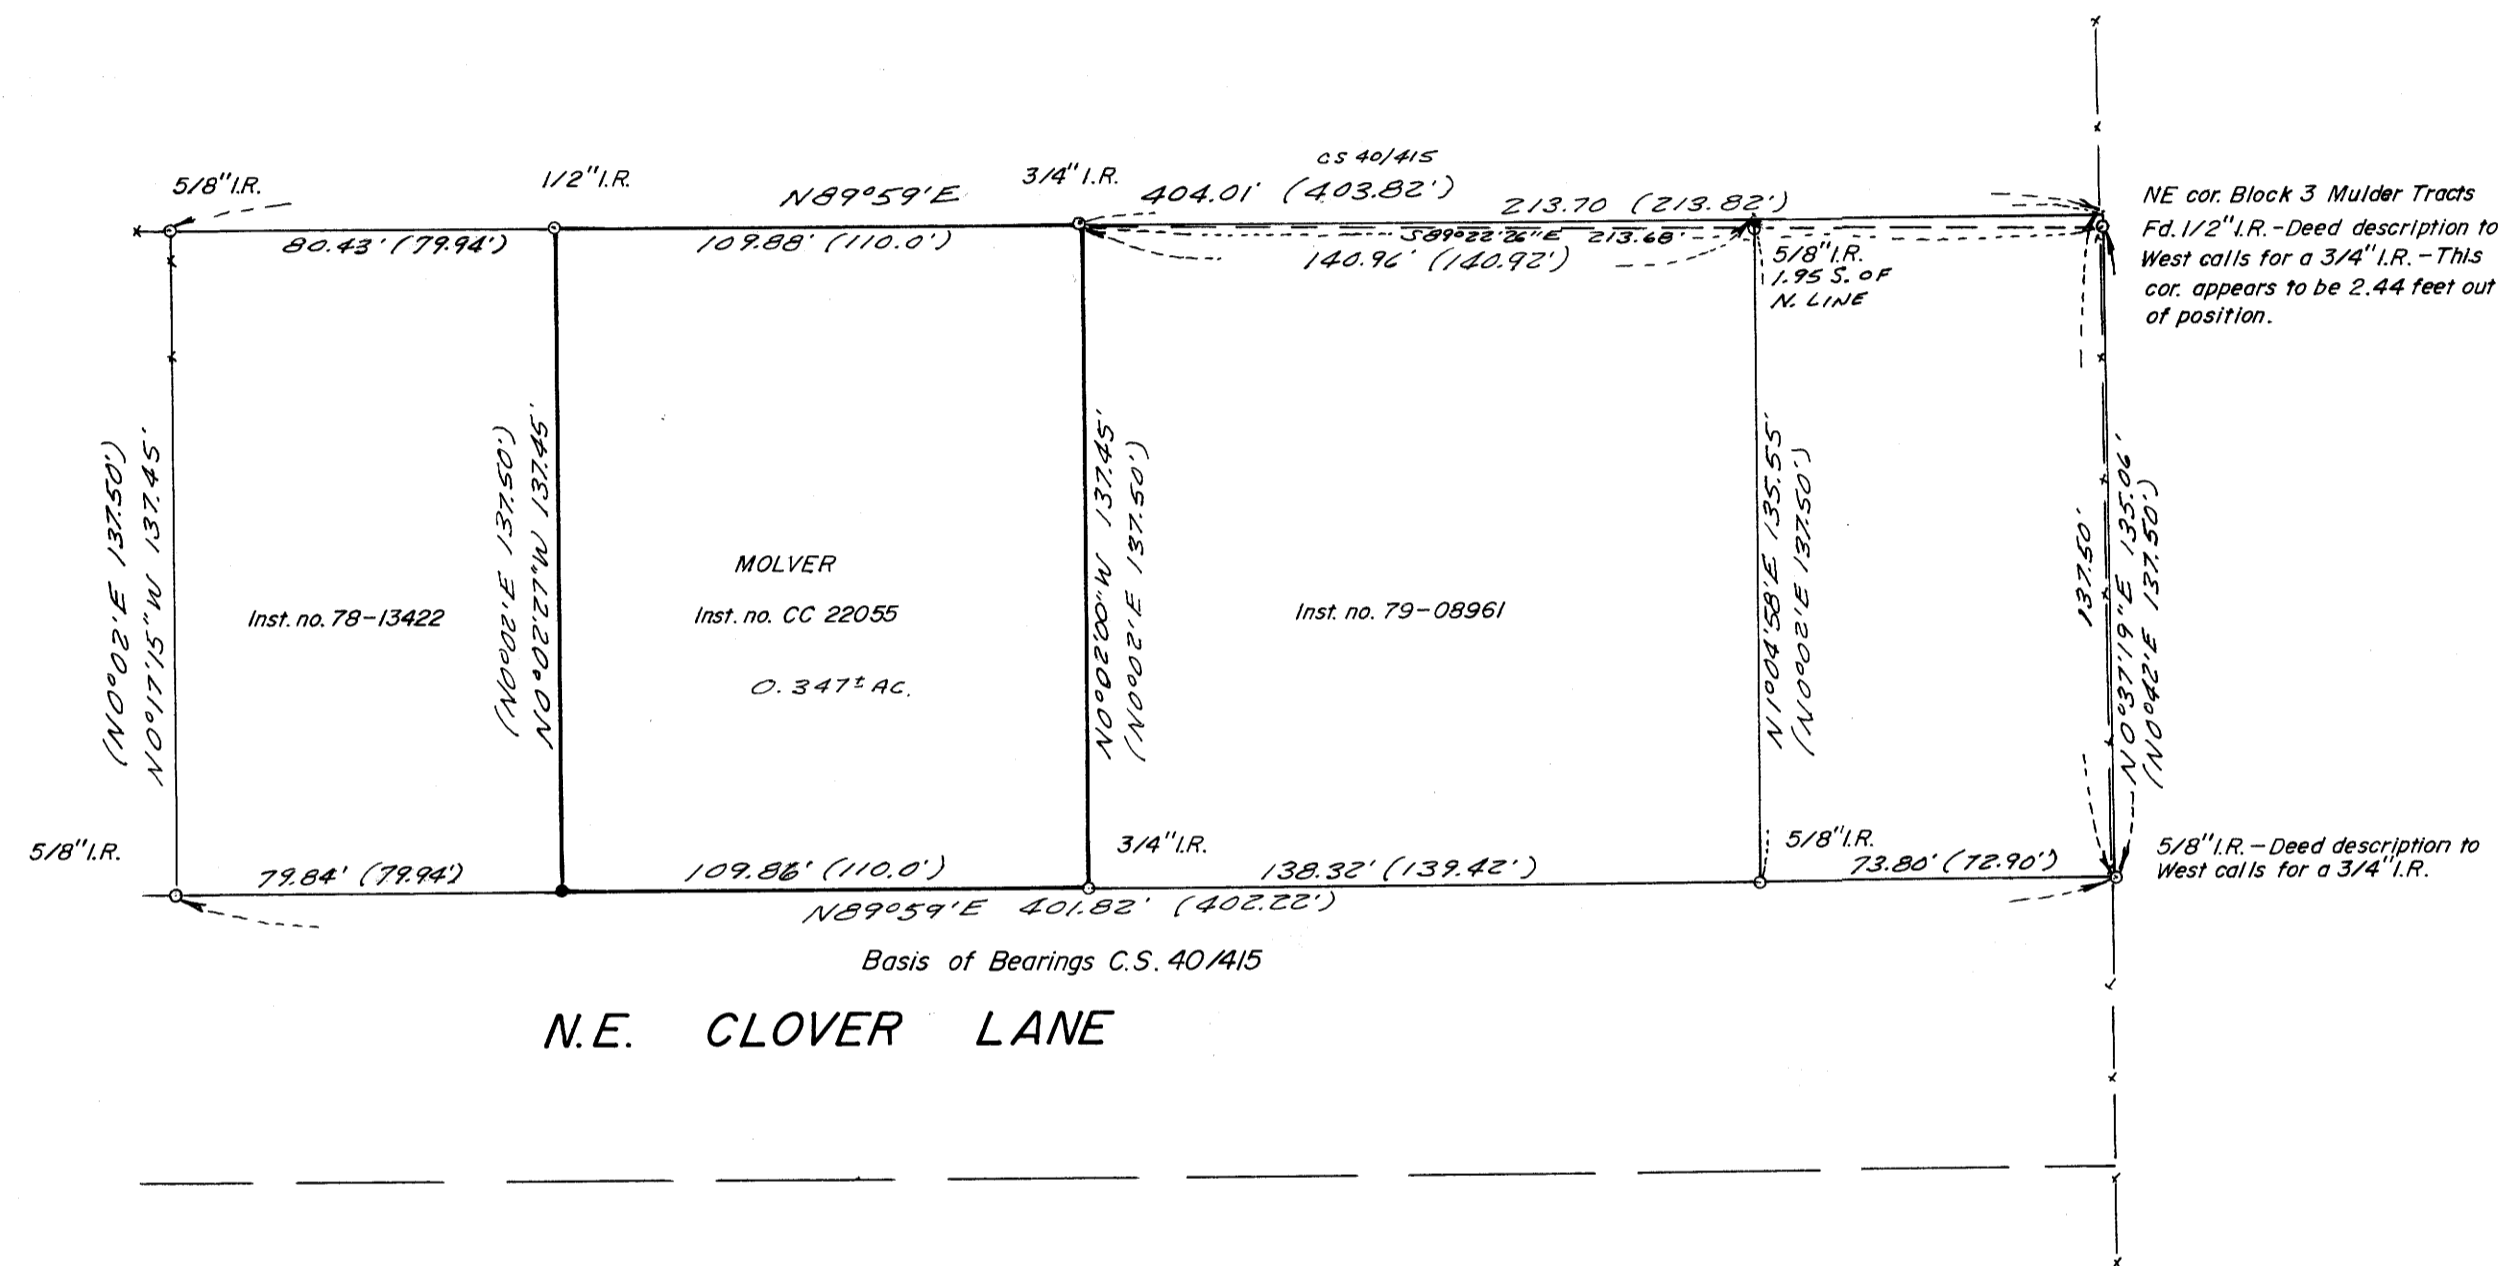 CS 40/415
5/8" I.R.
1/2" I.R.
N89°59'E
3/4" I.R.
404.01' (403.82')
213.70 (213.82')
80.43' (79.94')
109.88' (110.0')
S89°22'26"E 213.68'
140.96' (140.92')
5/8" I.R.
1.95 S. OF
N. LINE
NE cor. Block 3 Mulder Tracts
Fd. 1/2" I.R. - Deed description to
West calls for a 3/4" I.R. - This
cor. appears to be 2.44 feet out
of position.
(N0°02'E 137.50')
N0°17'15"W 137.45'
(N0°02'E 137.50')
N0°02'27"W 137.45'
N0°02'00"W 137.45'
(N0°02'E 137.50')
N1°04'58'E 135.55'
(N0°02'E 137.50')
137.50'
N0°37'19"E 135.06'
(N0°42'E 137.50')
Inst. no. 78-13422
MOLVER
Inst. no. CC 22055
0.347± AC.
Inst. no. 79-08961
5/8" I.R.
3/4" I.R.
5/8" I.R.
5/8" I.R. - Deed description to
West calls for a 3/4" I.R.
79.84' (79.94')
109.86' (110.0')
138.32' (139.42')
73.80' (72.90')
N89°59'E 401.82' (402.22')
Basis of Bearings C.S. 40/415
N.E. CLOVER LANE